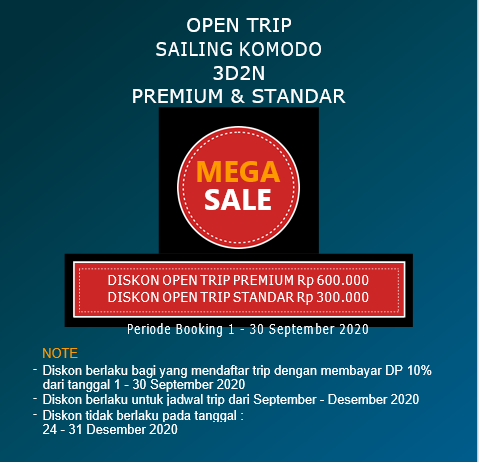 OPEN TRIP
SAILING KOMODO
3D2N
PREMIUM & STANDAR
MEGA
SALE
DISKON OPEN TRIP PREMIUM Rp 600.000
DISKON OPEN TRIP STANDAR Rp 300.000
Periode Booking 1 - 30 September 2020
NOTE
- Diskon berlaku bagi yang mendaftar trip dengan membayar DP 10%
dari tanggal 1 - 30 September 2020
- Diskon berlaku untuk jadwal trip dari September - Desember 2020
- Diskon tidak berlaku pada tanggal :
24 - 31 Desember 2020